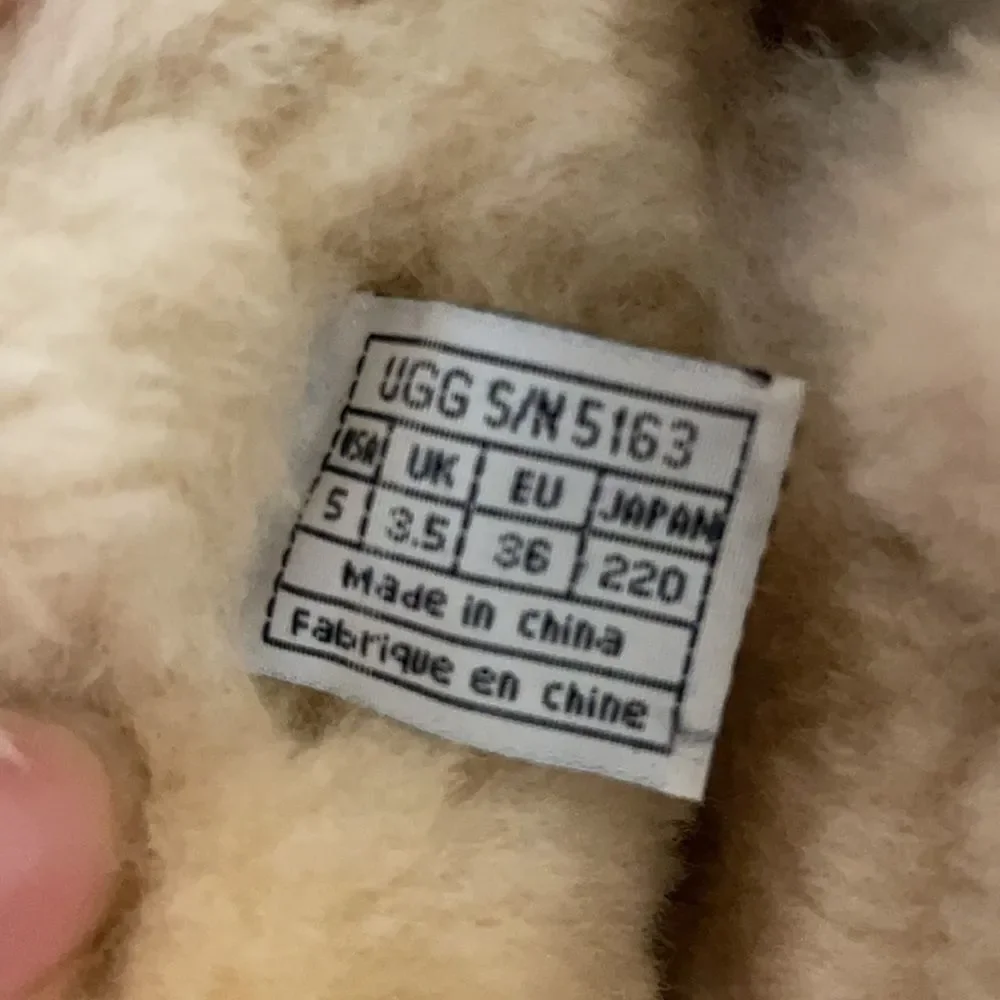 UGG S/N 5163
USA UK EU JAPAN
5 3.5 36 220
Made in China
Fabrique en Chine